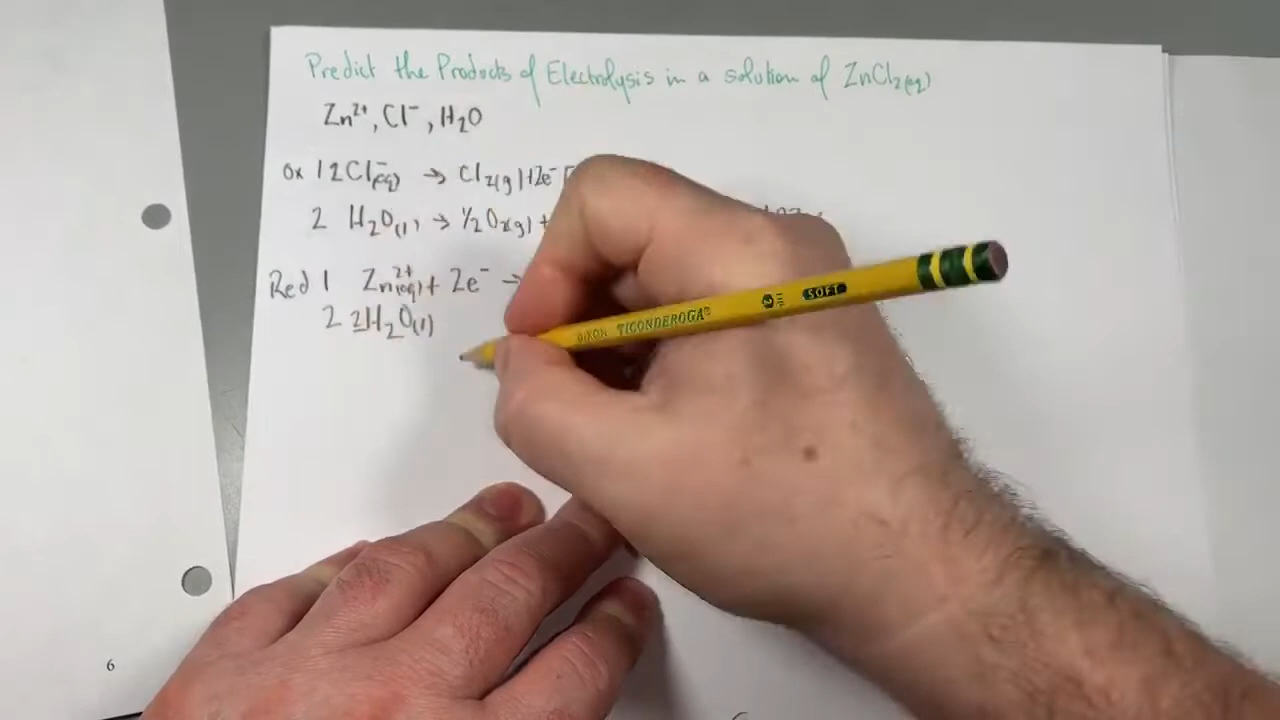 Predict the Products of Electrolysis in a solution of ZnCl₂(aq)
Zn²⁺, Cl⁻, H₂O
Ox 1 2Cl⁻(aq) → Cl₂(g) + 2e⁻
2 H₂O(l) → ½O₂(g) +
Red 1 Zn²⁺(aq) + 2e⁻ →
2 2H₂O(l)
DIXON TICONDEROGA® 2 SOFT
6